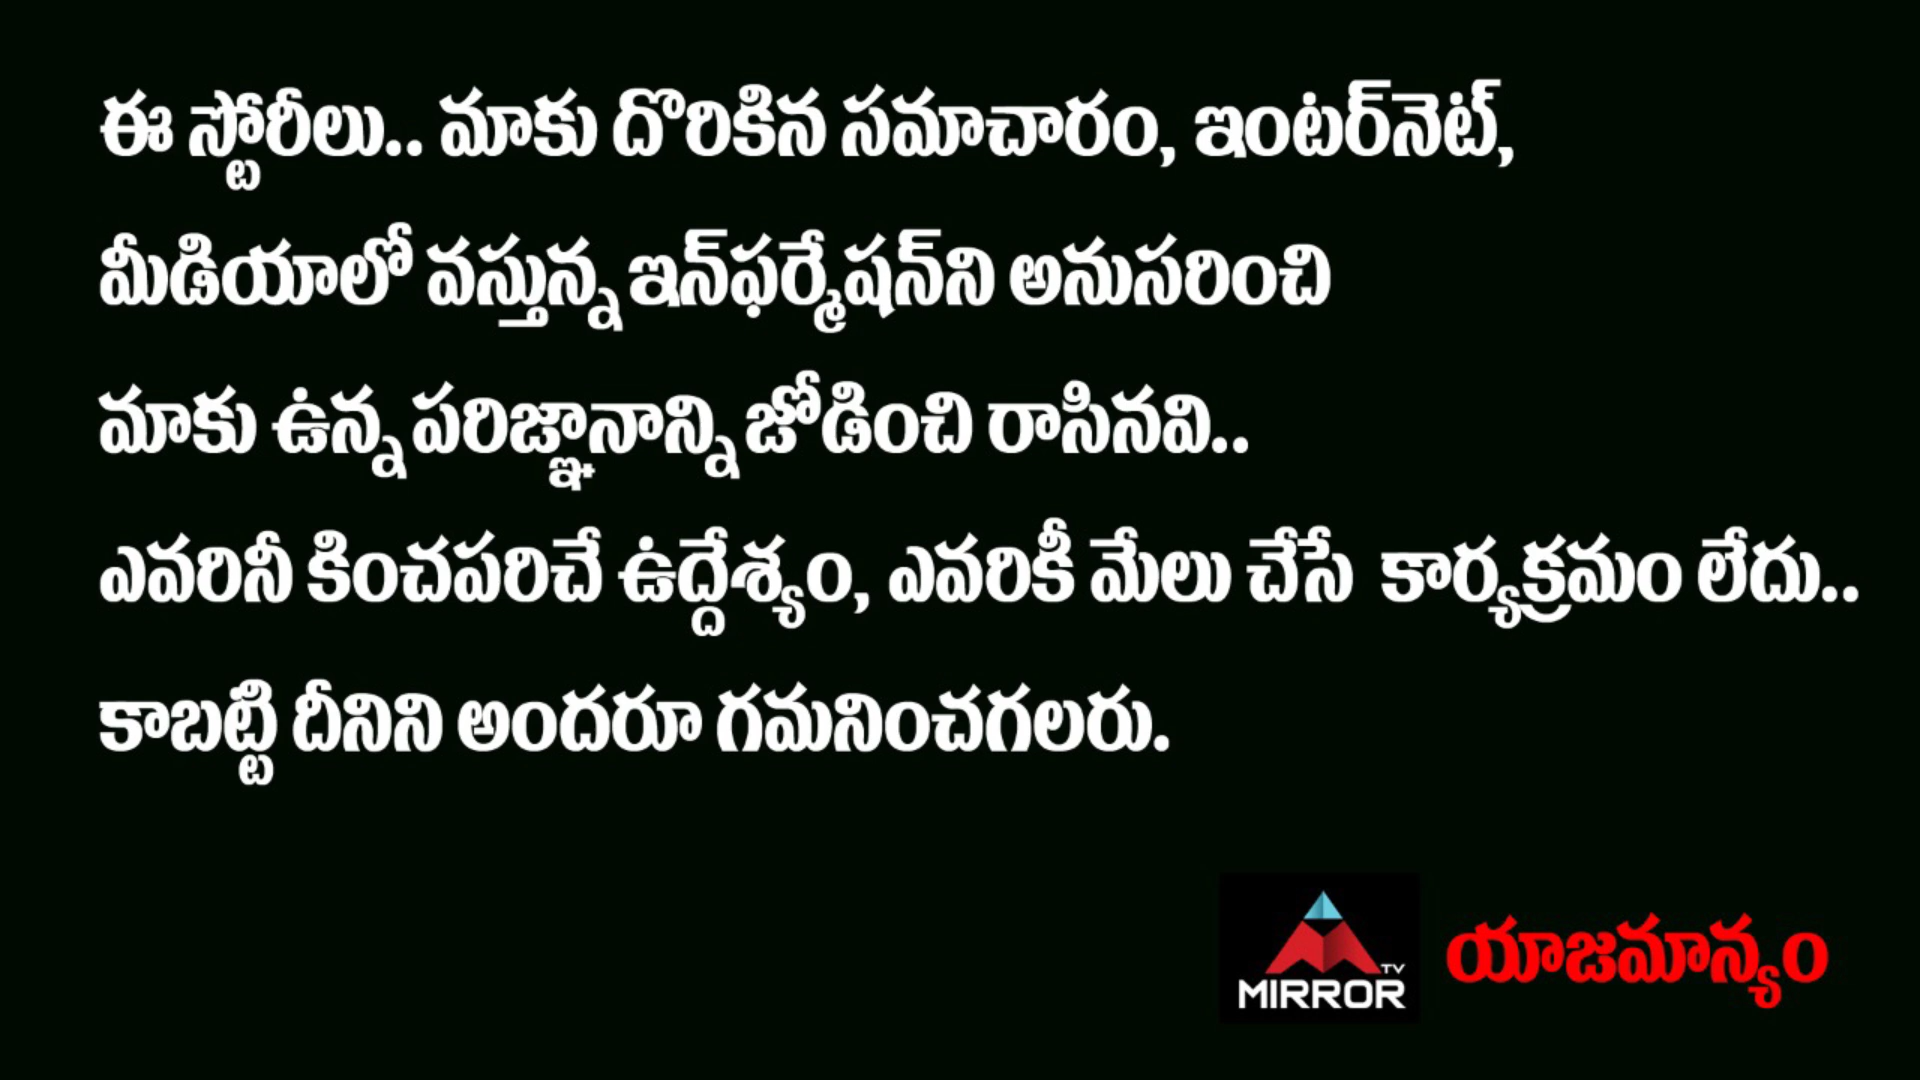 ఈ స్టోరీలు.. మాకు దొరికిన సమాచారం, ఇంటర్‌నెట్,
మీడియాలో వస్తున్న ఇన్‌ఫర్మేషన్‌ని అనుసరించి
మాకు ఉన్న పరిజ్ఞానాన్ని జోడించి రాసినవి..
ఎవరినీ కించపరిచే ఉద్దేశ్యం, ఎవరికీ మేలు చేసే కార్యక్రమం లేదు..
కాబట్టి దీనిని అందరూ గమనించగలరు.
MIRROR TV యాజమాన్యం